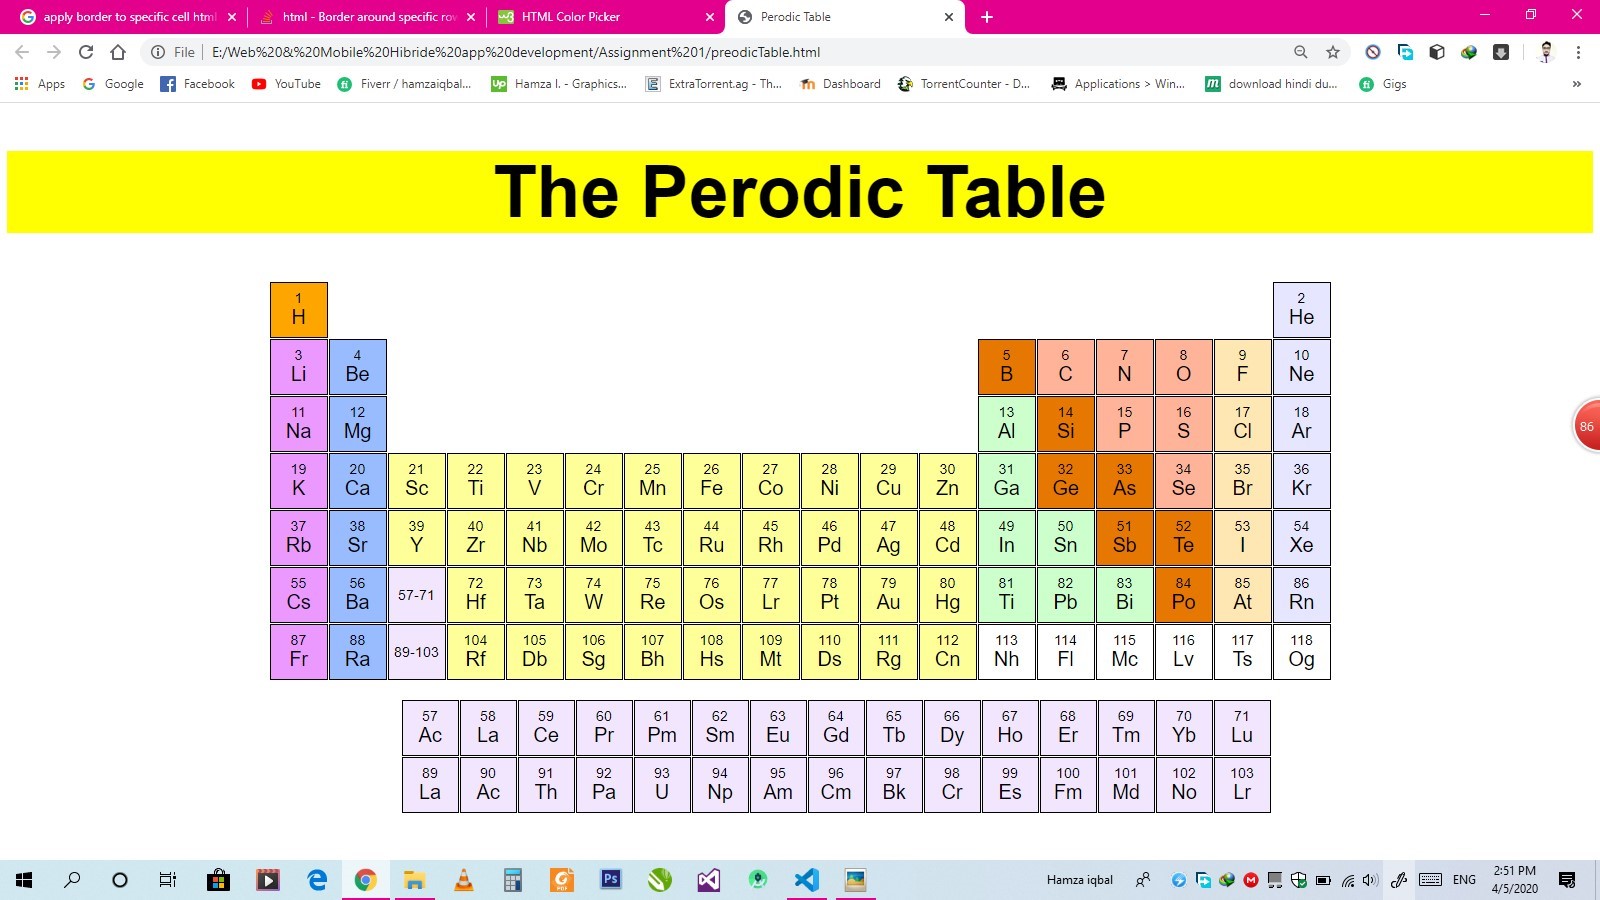 apply border to specific cell html
html - Border around specific row
HTML Color Picker
Perodic Table
File | E:/Web%20&%20Mobile%20Hibride%20app%20development/Assignment%201/preodicTable.html
Apps Google Facebook YouTube Fiverr / hamzaiqbal... Hamza I. - Graphics... ExtraTorrent.ag - Th... Dashboard TorrentCounter - D... Applications > Win... download hindi du... Gigs »
The Perodic Table
1 2
H He
3 4 5 6 7 8 9 10
Li Be B C N O F Ne
11 12 13 14 15 16 17 18
Na Mg Al Si P S Cl Ar
86
19 20 21 22 23 24 25 26 27 28 29 30 31 32 33 34 35 36
K Ca Sc Ti V Cr Mn Fe Co Ni Cu Zn Ga Ge As Se Br Kr
37 38 39 40 41 42 43 44 45 46 47 48 49 50 51 52 53 54
Rb Sr Y Zr Nb Mo Tc Ru Rh Pd Ag Cd In Sn Sb Te I Xe
55 56 57-71 72 73 74 75 76 77 78 79 80 81 82 83 84 85 86
Cs Ba Hf Ta W Re Os Lr Pt Au Hg Ti Pb Bi Po At Rn
87 88 89-103 104 105 106 107 108 109 110 111 112 113 114 115 116 117 118
Fr Ra Rf Db Sg Bh Hs Mt Ds Rg Cn Nh Fl Mc Lv Ts Og
57 58 59 60 61 62 63 64 65 66 67 68 69 70 71
Ac La Ce Pr Pm Sm Eu Gd Tb Dy Ho Er Tm Yb Lu
89 90 91 92 93 94 95 96 97 98 99 100 101 102 103
La Ac Th Pa U Np Am Cm Bk Cr Es Fm Md No Lr
Hamza iqbal ENG
2:51 PM
4/5/2020